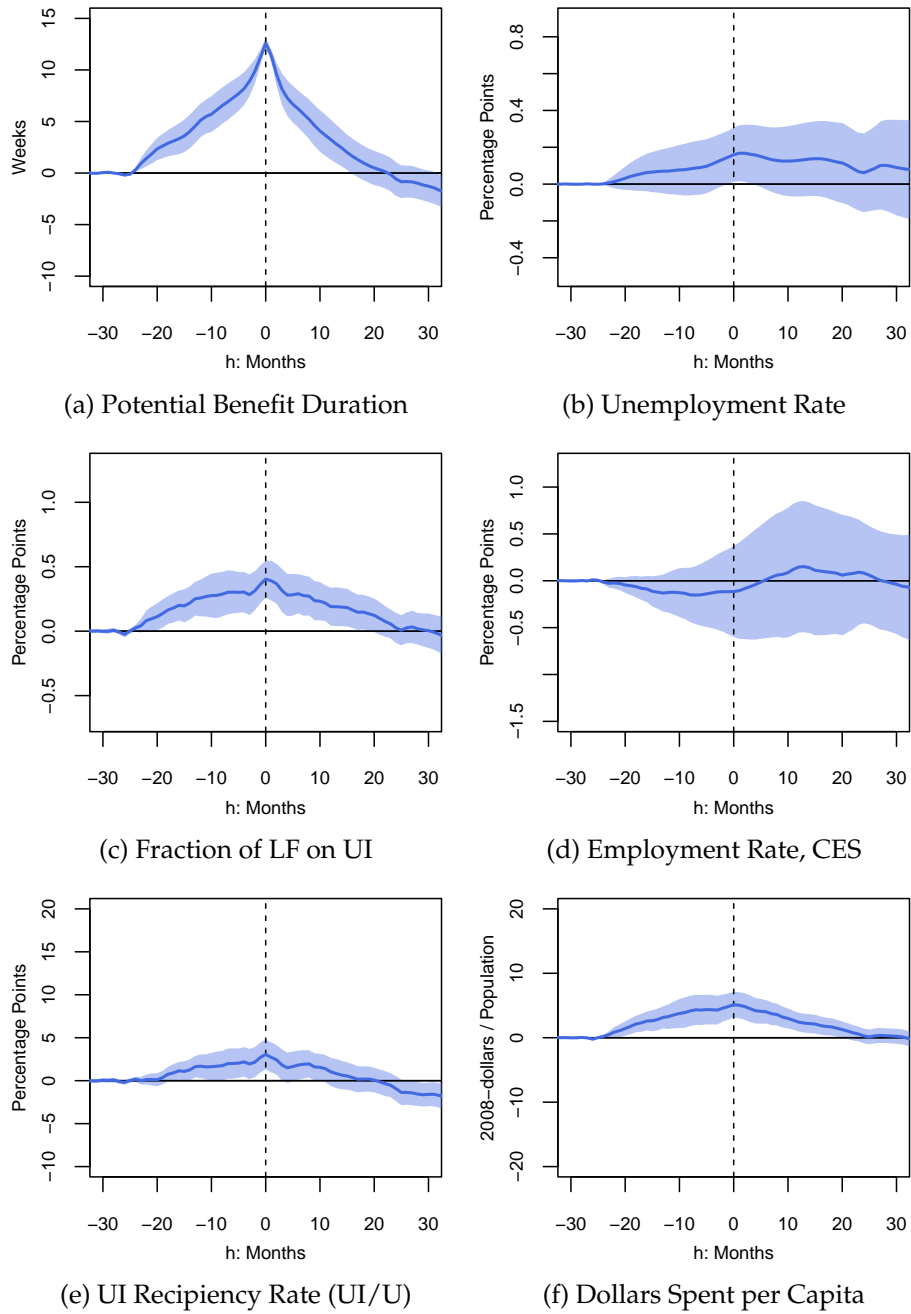 15
10
5
0
−5
−10
Weeks
−30 −20 −10 0 10 20 30
h: Months
(a) Potential Benefit Duration
0.8
0.4
0.0
−0.4
Percentage Points
−30 −20 −10 0 10 20 30
h: Months
(b) Unemployment Rate
1.0
0.5
0.0
−0.5
Percentage Points
−30 −20 −10 0 10 20 30
h: Months
(c) Fraction of LF on UI
1.0
0.5
0.0
−0.5
−1.5
Percentage Points
−30 −20 −10 0 10 20 30
h: Months
(d) Employment Rate, CES
20
15
10
5
0
−5
−10
Percentage Points
−30 −20 −10 0 10 20 30
h: Months
(e) UI Recipiency Rate (UI/U)
20
10
0
−10
−20
2008−dollars / Population
−30 −20 −10 0 10 20 30
h: Months
(f) Dollars Spent per Capita